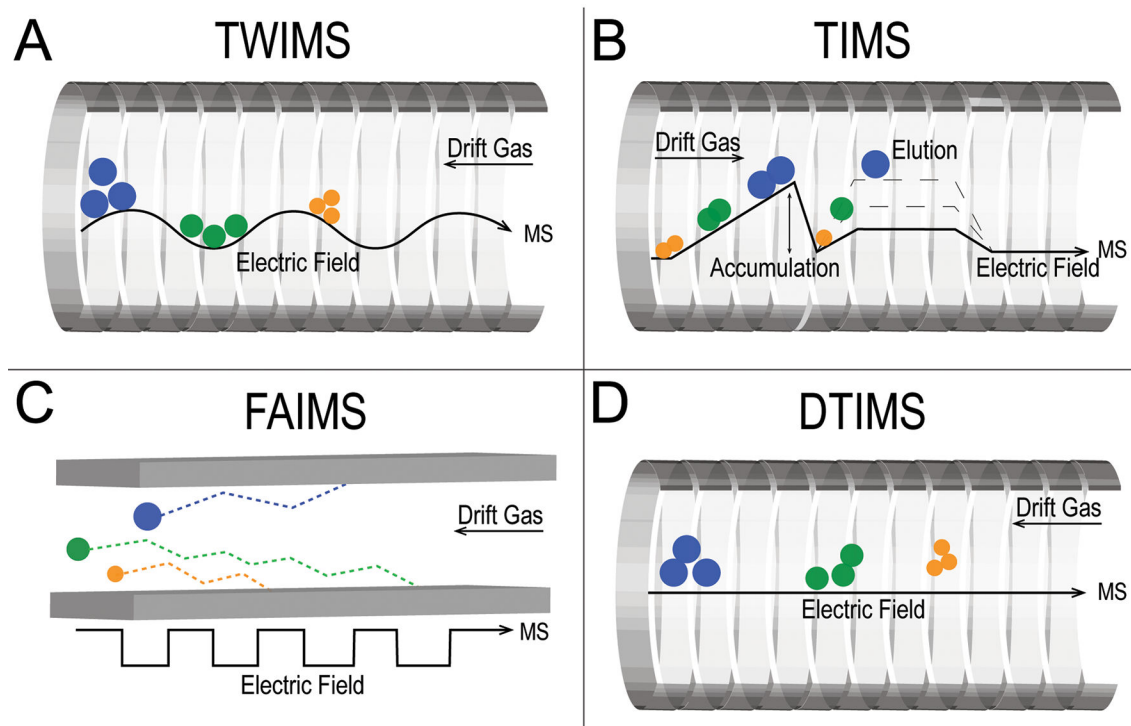 A
TWIMS
Drift Gas
MS
Electric Field
B
TIMS
Drift Gas
Elution
Accumulation
MS
Electric Field
C
FAIMS
Drift Gas
MS
Electric Field
D
DTIMS
Drift Gas
MS
Electric Field